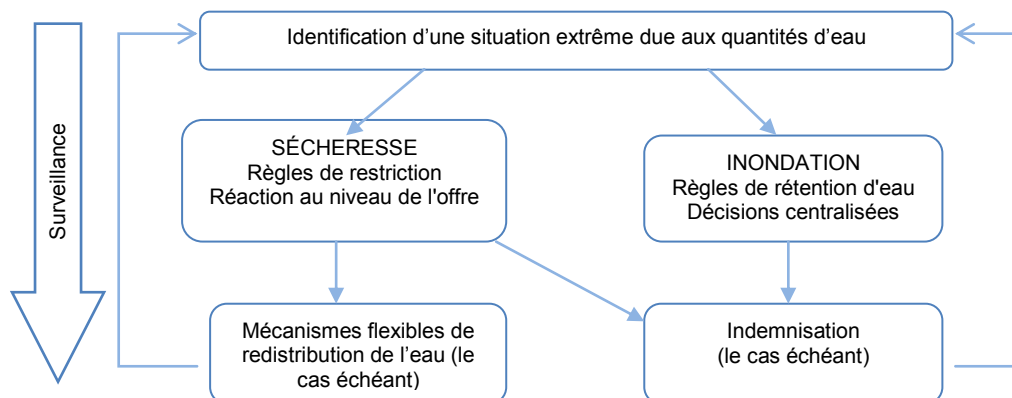 Identification d’une situation extrême due aux quantités d’eau
Surveillance
SÉCHERESSE
Règles de restriction
Réaction au niveau de l'offre
INONDATION
Règles de rétention d'eau
Décisions centralisées
Mécanismes flexibles de
redistribution de l’eau (le
cas échéant)
Indemnisation
(le cas échéant)